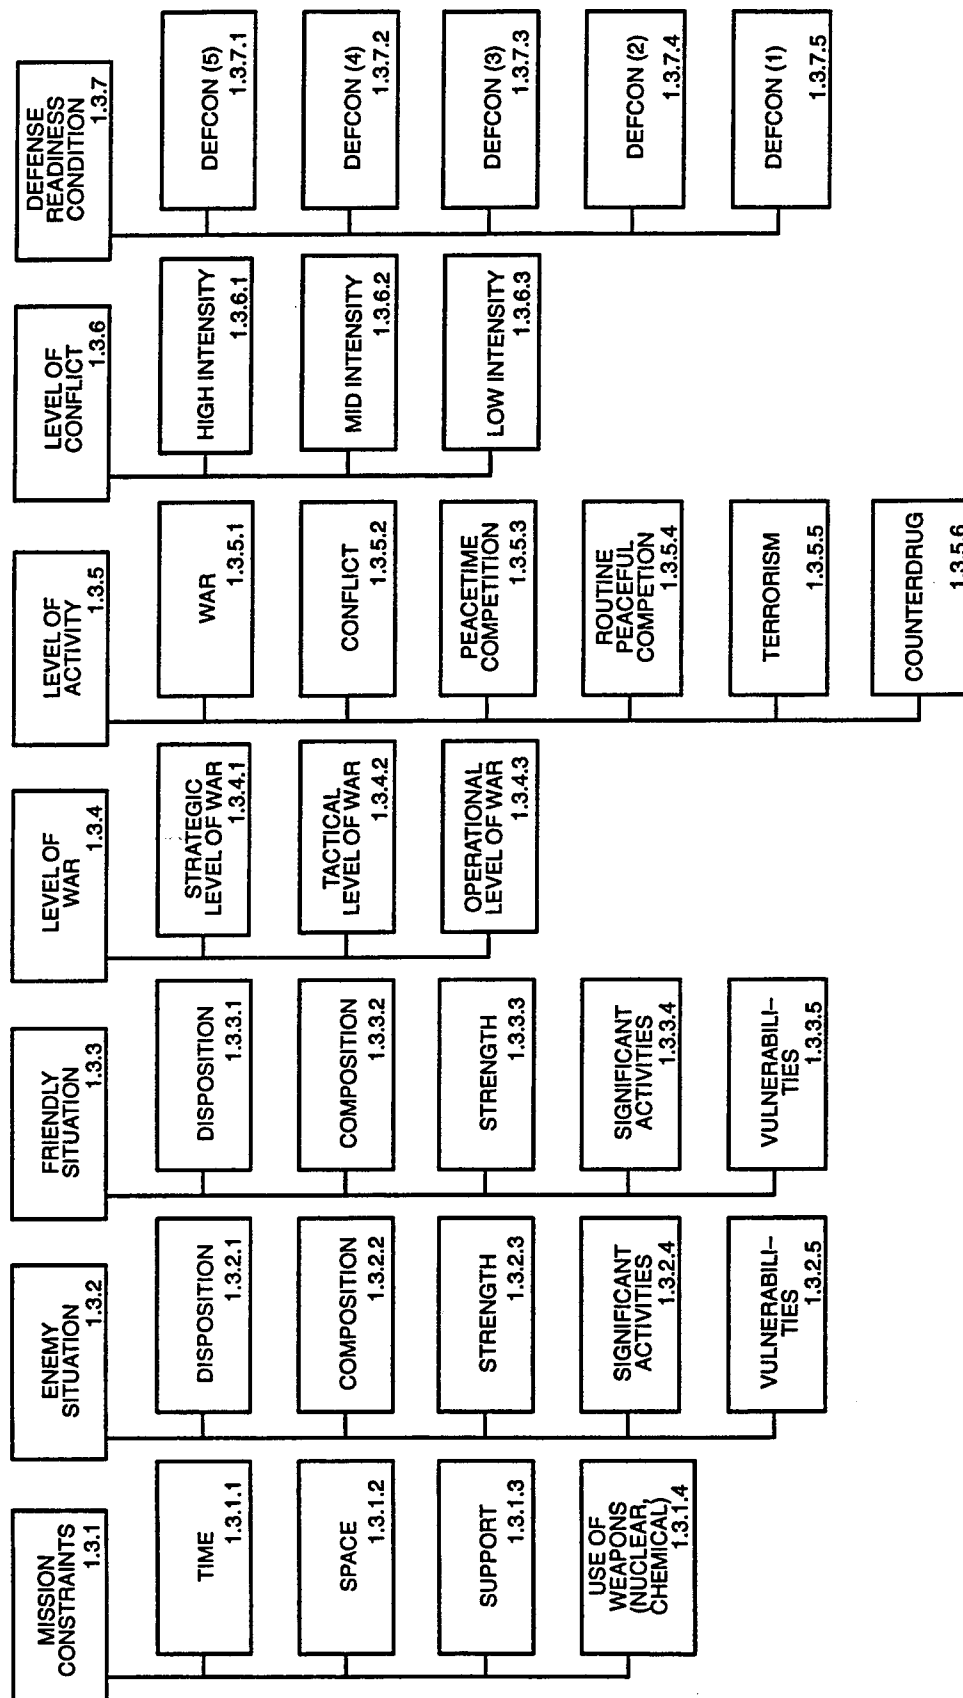 MISSION
CONSTRAINTS
1.3.1
TIME
1.3.1.1
SPACE
1.3.1.2
SUPPORT
1.3.1.3
USE OF
WEAPONS
(NUCLEAR,
CHEMICAL)
1.3.1.4
ENEMY
SITUATION
1.3.2
DISPOSITION
1.3.2.1
COMPOSITION
1.3.2.2
STRENGTH
1.3.2.3
SIGNIFICANT
ACTIVITIES
1.3.2.4
VULNERABILI–
TIES
1.3.2.5
FRIENDLY
SITUATION
1.3.3
DISPOSITION
1.3.3.1
COMPOSITION
1.3.3.2
STRENGTH
1.3.3.3
SIGNIFICANT
ACTIVITIES
1.3.3.4
VULNERABILI–
TIES
1.3.3.5
LEVEL OF
WAR
1.3.4
STRATEGIC
LEVEL OF WAR
1.3.4.1
TACTICAL
LEVEL OF WAR
1.3.4.2
OPERATIONAL
LEVEL OF WAR
1.3.4.3
LEVEL OF
ACTIVITY
1.3.5
WAR
1.3.5.1
CONFLICT
1.3.5.2
PEACETIME
COMPETITION
1.3.5.3
ROUTINE
PEACEFUL
COMPETION
1.3.5.4
TERRORISM
1.3.5.5
COUNTERDRUG
1.3.5.6
LEVEL OF
CONFLICT
1.3.6
HIGH INTENSITY
1.3.6.1
MID INTENSITY
1.3.6.2
LOW INTENSITY
1.3.6.3
DEFENSE
READINESS
CONDITION
1.3.7
DEFCON (5)
1.3.7.1
DEFCON (4)
1.3.7.2
DEFCON (3)
1.3.7.3
DEFCON (2)
1.3.7.4
DEFCON (1)
1.3.7.5